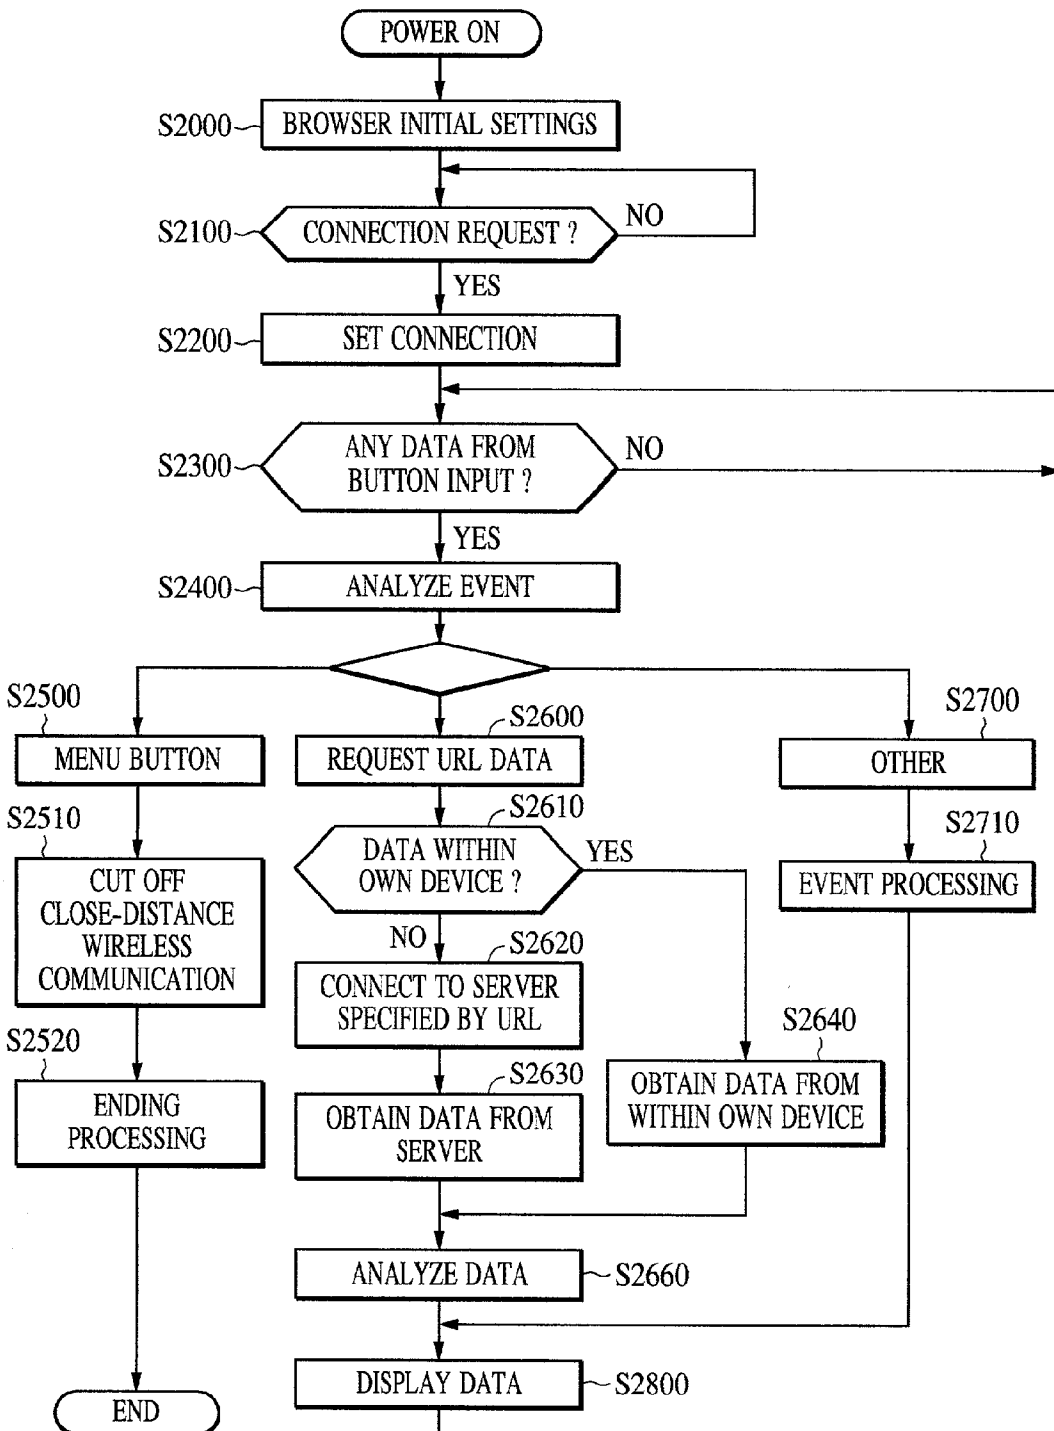 POWER ON
S2000
BROWSER INITIAL SETTINGS
S2100
CONNECTION REQUEST ?
NO
YES
S2200
SET CONNECTION
S2300
ANY DATA FROM
BUTTON INPUT ?
NO
YES
S2400
ANALYZE EVENT
S2500
MENU BUTTON
S2510
CUT OFF
CLOSE-DISTANCE
WIRELESS
COMMUNICATION
S2520
ENDING
PROCESSING
END
S2600
REQUEST URL DATA
S2610
DATA WITHIN
OWN DEVICE ?
YES
NO
S2620
CONNECT TO SERVER
SPECIFIED BY URL
S2630
OBTAIN DATA FROM
SERVER
S2640
OBTAIN DATA FROM
WITHIN OWN DEVICE
S2700
OTHER
S2710
EVENT PROCESSING
ANALYZE DATA
S2660
DISPLAY DATA
S2800